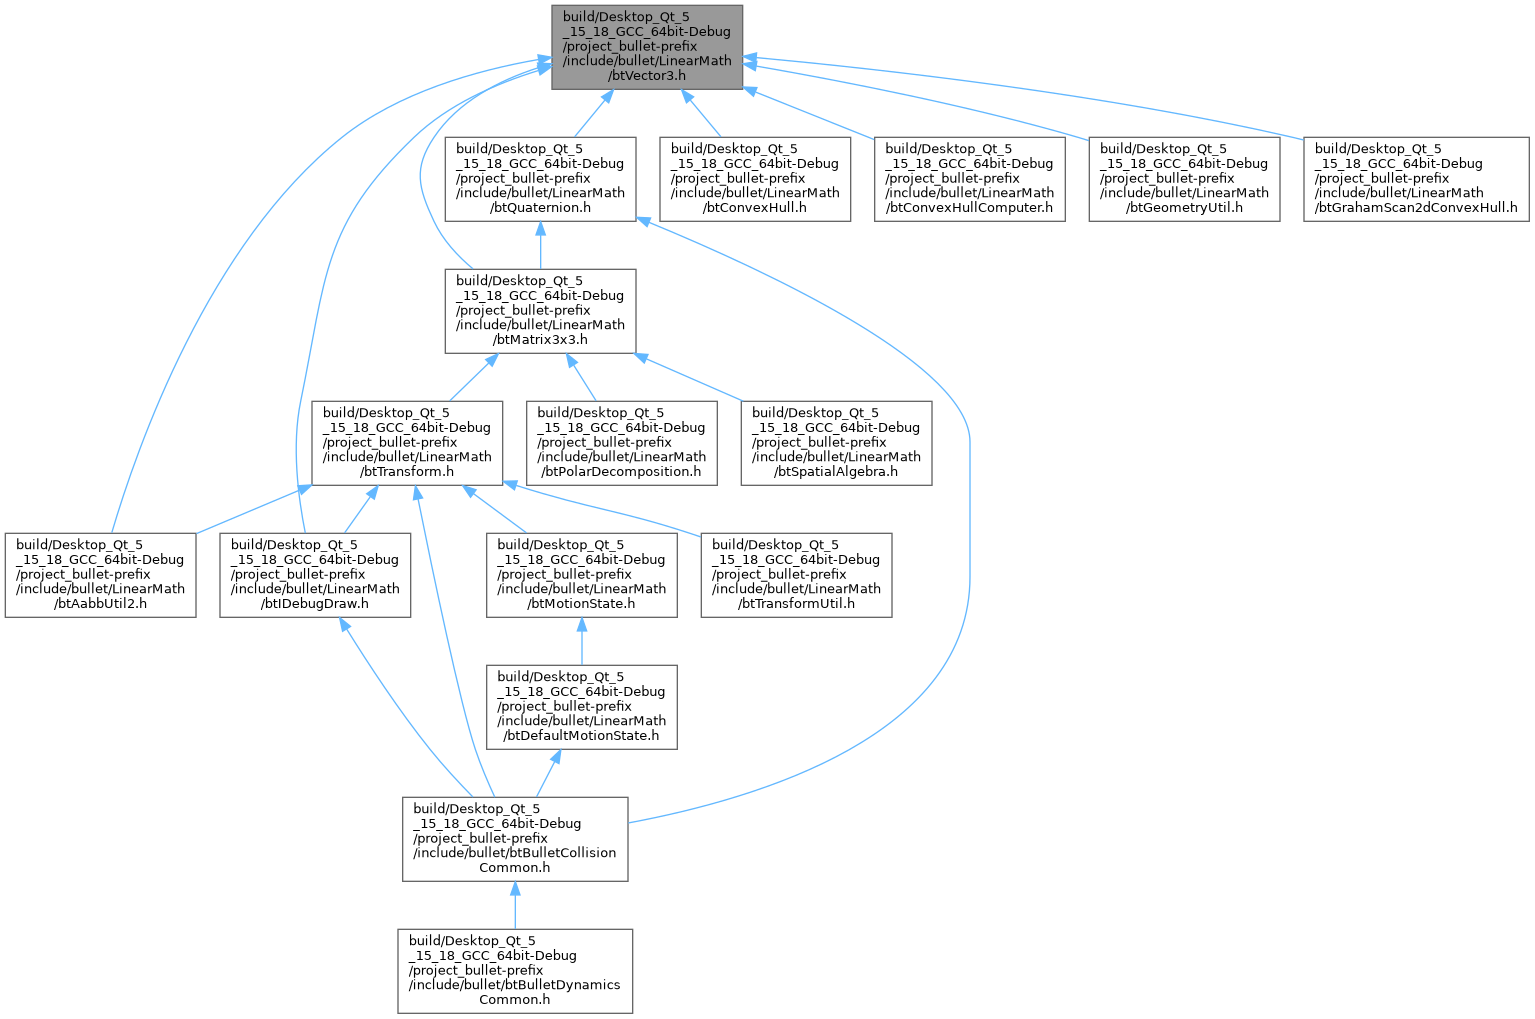 build/Desktop_Qt_5
_15_18_GCC_64bit-Debug
/project_bullet-prefix
/include/bullet/LinearMath
/btVector3.h
build/Desktop_Qt_5
_15_18_GCC_64bit-Debug
/project_bullet-prefix
/include/bullet/LinearMath
/btQuaternion.h
build/Desktop_Qt_5
_15_18_GCC_64bit-Debug
/project_bullet-prefix
/include/bullet/LinearMath
/btConvexHull.h
build/Desktop_Qt_5
_15_18_GCC_64bit-Debug
/project_bullet-prefix
/include/bullet/LinearMath
/btConvexHullComputer.h
build/Desktop_Qt_5
_15_18_GCC_64bit-Debug
/project_bullet-prefix
/include/bullet/LinearMath
/btGeometryUtil.h
build/Desktop_Qt_5
_15_18_GCC_64bit-Debug
/project_bullet-prefix
/include/bullet/LinearMath
/btGrahamScan2dConvexHull.h
build/Desktop_Qt_5
_15_18_GCC_64bit-Debug
/project_bullet-prefix
/include/bullet/LinearMath
/btMatrix3x3.h
build/Desktop_Qt_5
_15_18_GCC_64bit-Debug
/project_bullet-prefix
/include/bullet/LinearMath
/btTransform.h
build/Desktop_Qt_5
_15_18_GCC_64bit-Debug
/project_bullet-prefix
/include/bullet/LinearMath
/btPolarDecomposition.h
build/Desktop_Qt_5
_15_18_GCC_64bit-Debug
/project_bullet-prefix
/include/bullet/LinearMath
/btSpatialAlgebra.h
build/Desktop_Qt_5
_15_18_GCC_64bit-Debug
/project_bullet-prefix
/include/bullet/LinearMath
/btAabbUtil2.h
build/Desktop_Qt_5
_15_18_GCC_64bit-Debug
/project_bullet-prefix
/include/bullet/LinearMath
/btIDebugDraw.h
build/Desktop_Qt_5
_15_18_GCC_64bit-Debug
/project_bullet-prefix
/include/bullet/LinearMath
/btMotionState.h
build/Desktop_Qt_5
_15_18_GCC_64bit-Debug
/project_bullet-prefix
/include/bullet/LinearMath
/btTransformUtil.h
build/Desktop_Qt_5
_15_18_GCC_64bit-Debug
/project_bullet-prefix
/include/bullet/LinearMath
/btDefaultMotionState.h
build/Desktop_Qt_5
_15_18_GCC_64bit-Debug
/project_bullet-prefix
/include/bullet/btBulletCollision
Common.h
build/Desktop_Qt_5
_15_18_GCC_64bit-Debug
/project_bullet-prefix
/include/bullet/btBulletDynamics
Common.h